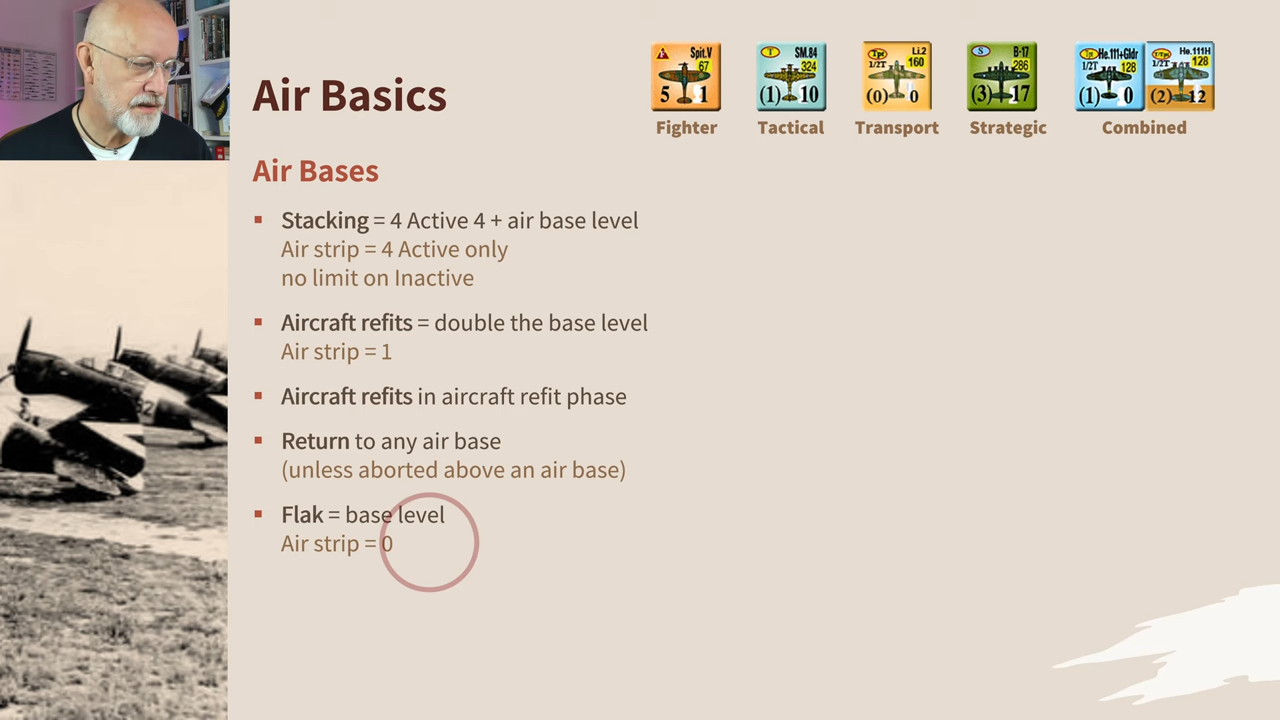 Air Basics
Spit.V
67
5 1
Fighter
T
SM.84
324
(1) 10
Tactical
Tpt
Li.2
1/2T
160
(0) 0
Transport
S
B-17
286
(3) 17
Strategic
He.111+Gldr
1/2T
128
(1) 0
He.111H
1/2T
128
(2) 12
Combined
Air Bases
Stacking = 4 Active 4 + air base level
Air strip = 4 Active only
no limit on Inactive
Aircraft refits = double the base level
Air strip = 1
Aircraft refits in aircraft refit phase
Return to any air base
(unless aborted above an air base)
Flak = base level
Air strip = 0